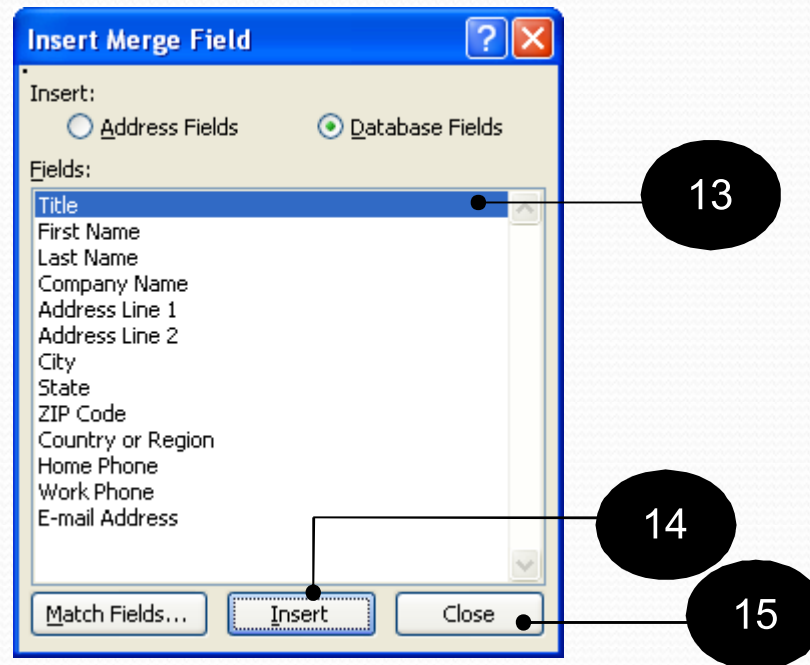 Insert Merge Field
Insert:
Address Fields Database Fields
Fields:
Title
13
First Name
Last Name
Company Name
Address Line 1
Address Line 2
City
State
ZIP Code
Country or Region
Home Phone
Work Phone
E-mail Address
14
Match Fields... Insert Close
15